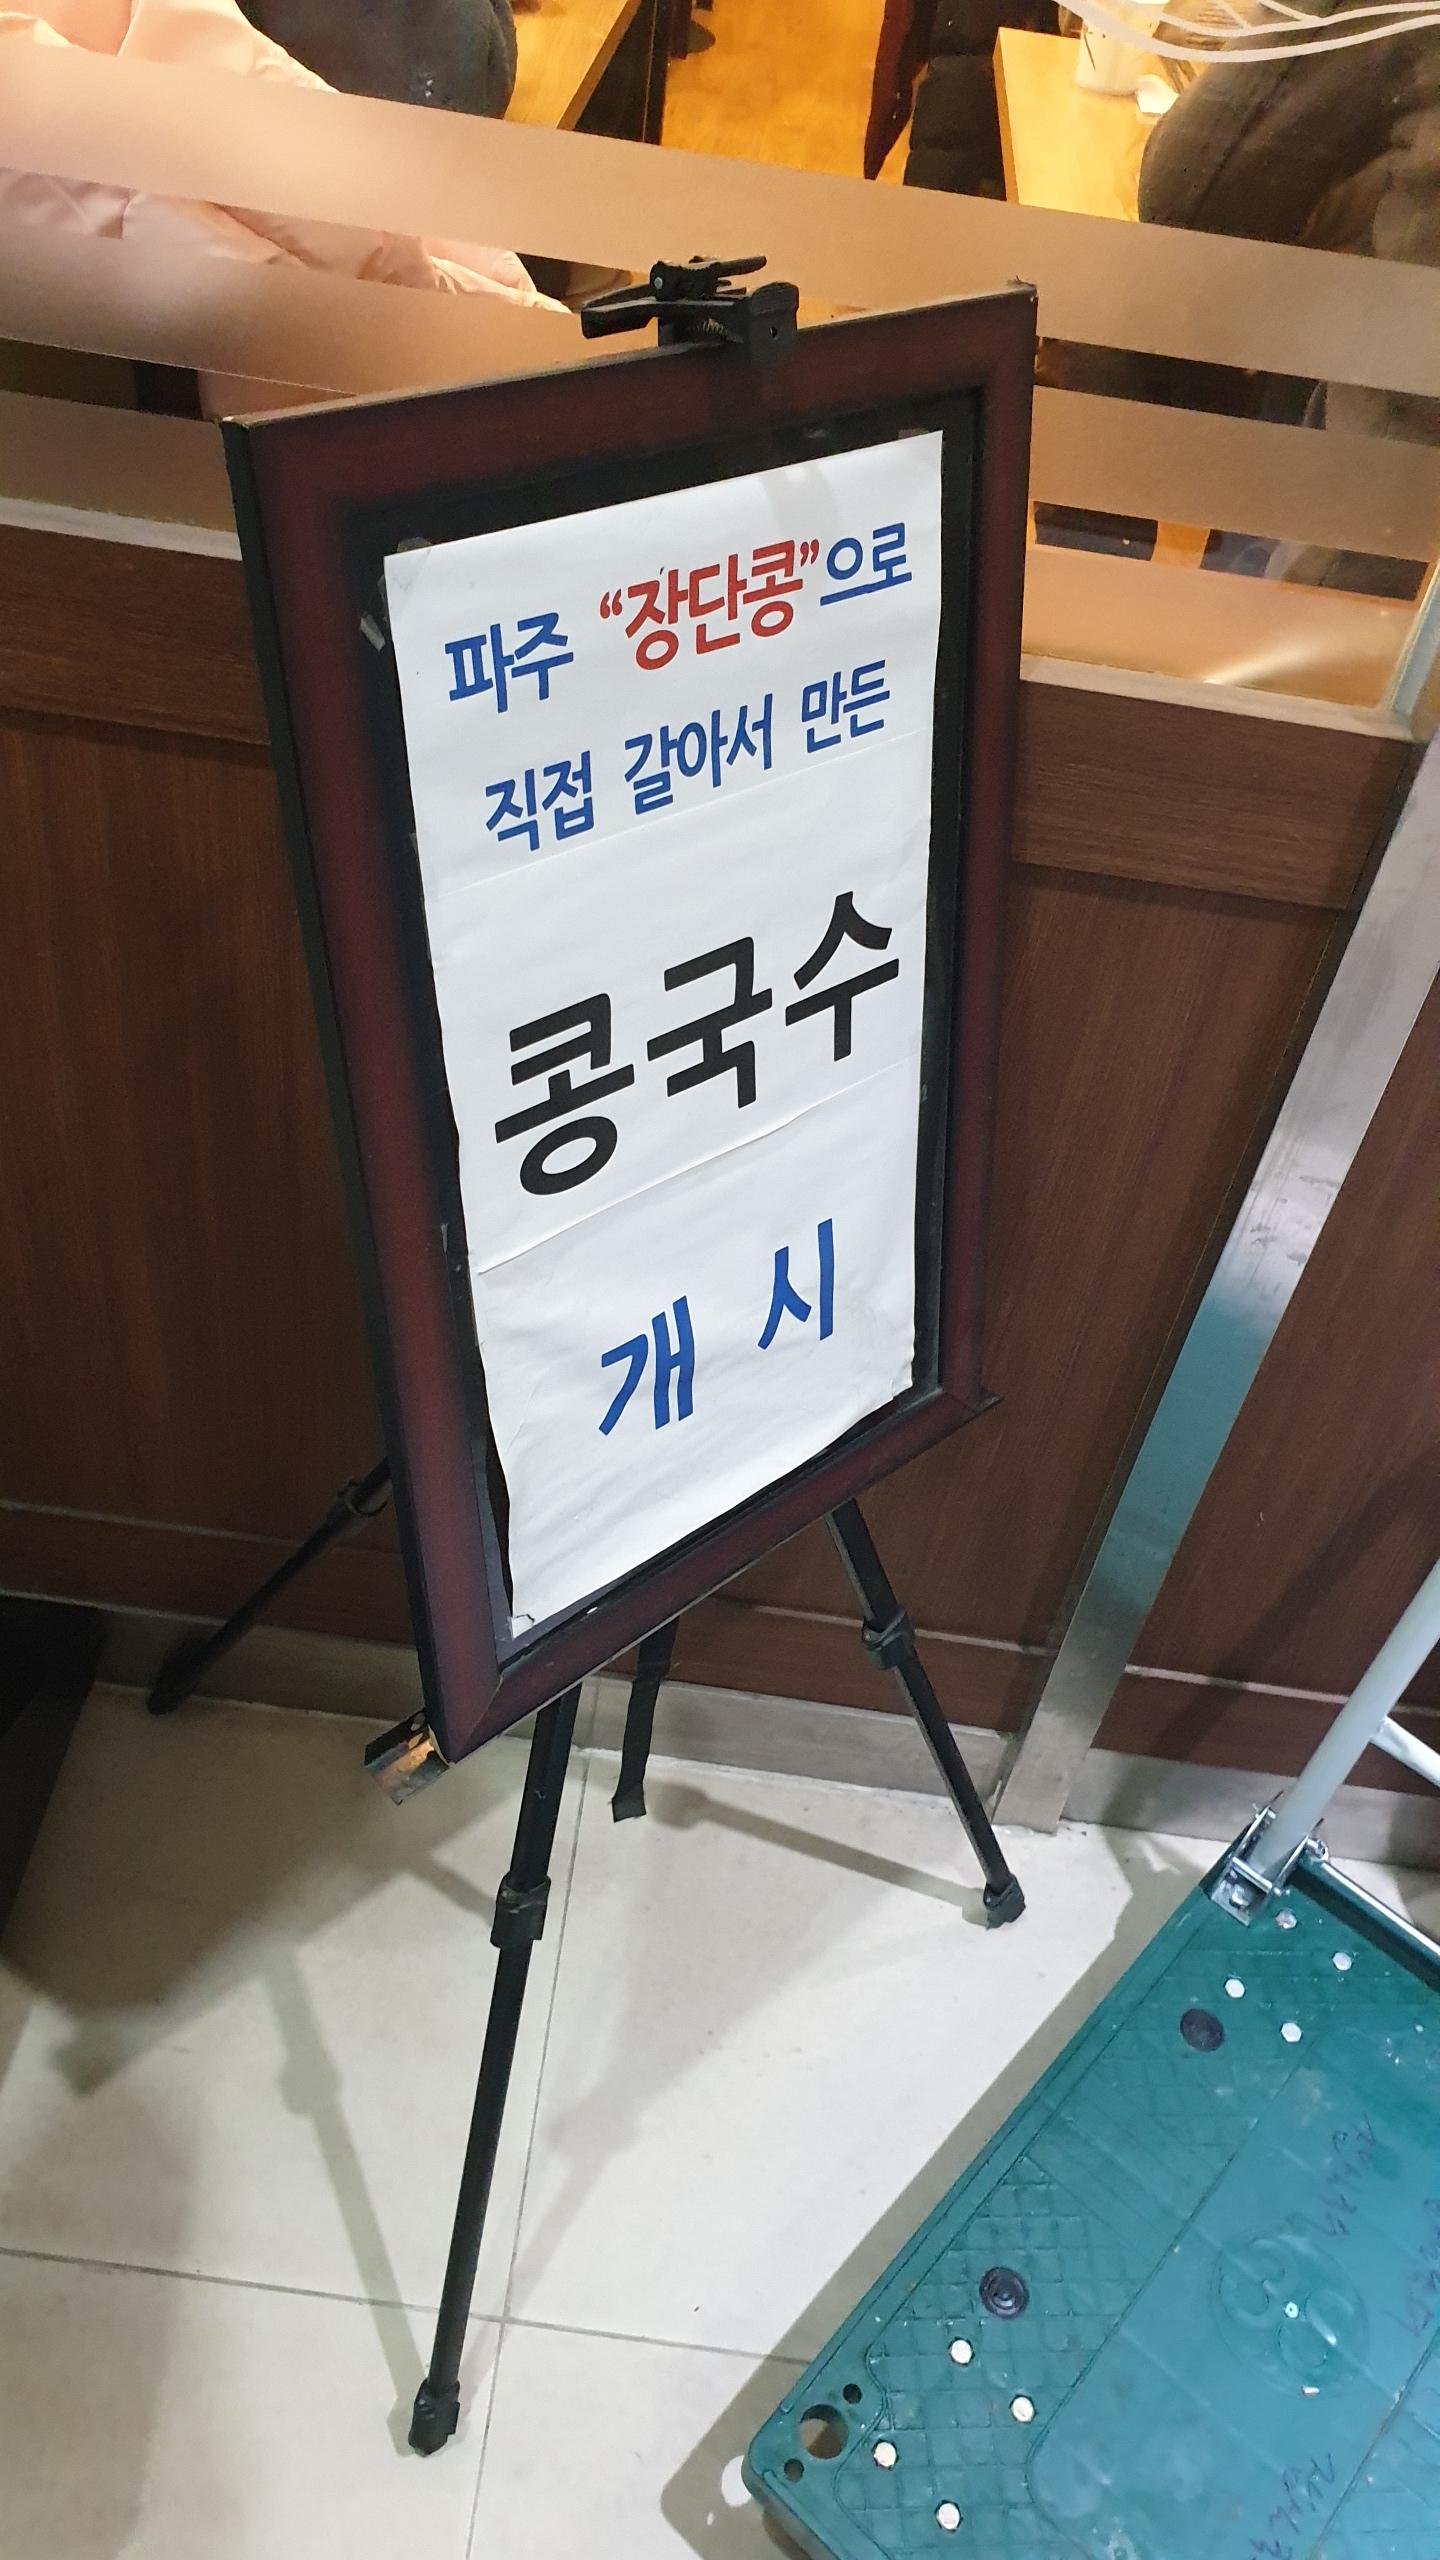 파주 “장단콩”으로
직접 갈아서 만든
콩국수
개시